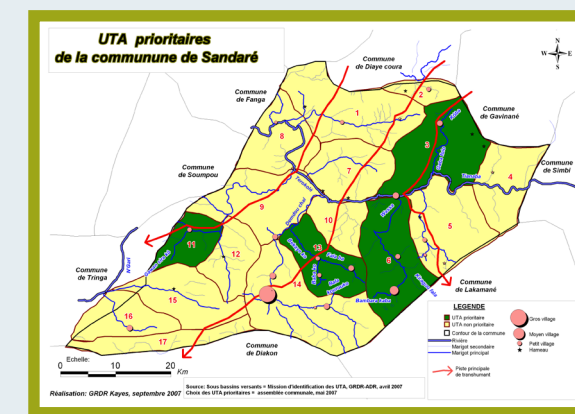 UTA prioritaires
de la communune de Sandaré
Commune
de Diaye coura
N
W
E
S
Commune
de Fanga
Commune
de Gavinané
Commune
de Soumpou
Commune
de Simbi
Commune
de Tringa
Commune
de Lakamané
Commune
de Diakon
1
2
3
4
5
6
7
8
9
10
11
12
13
14
15
16
17
Bambara kata
Echelle:
0 10 20
Km
LEGENDE
UTA prioritaire
UTA non prioritaire
Contour de la commune
Rivière
Marigot secondaire
Marigot principal
Piste principale
de transhumant
Gros village
Moyen village
Petit village
Hameau
Réalisation: GRDR Kayes, septembre 2007
Source: Sous bassins versants = Mission d'identification des UTA, GRDR-ADR, avril 2007
Choix des UTA prioritaires = assemblée communale, mai 2007